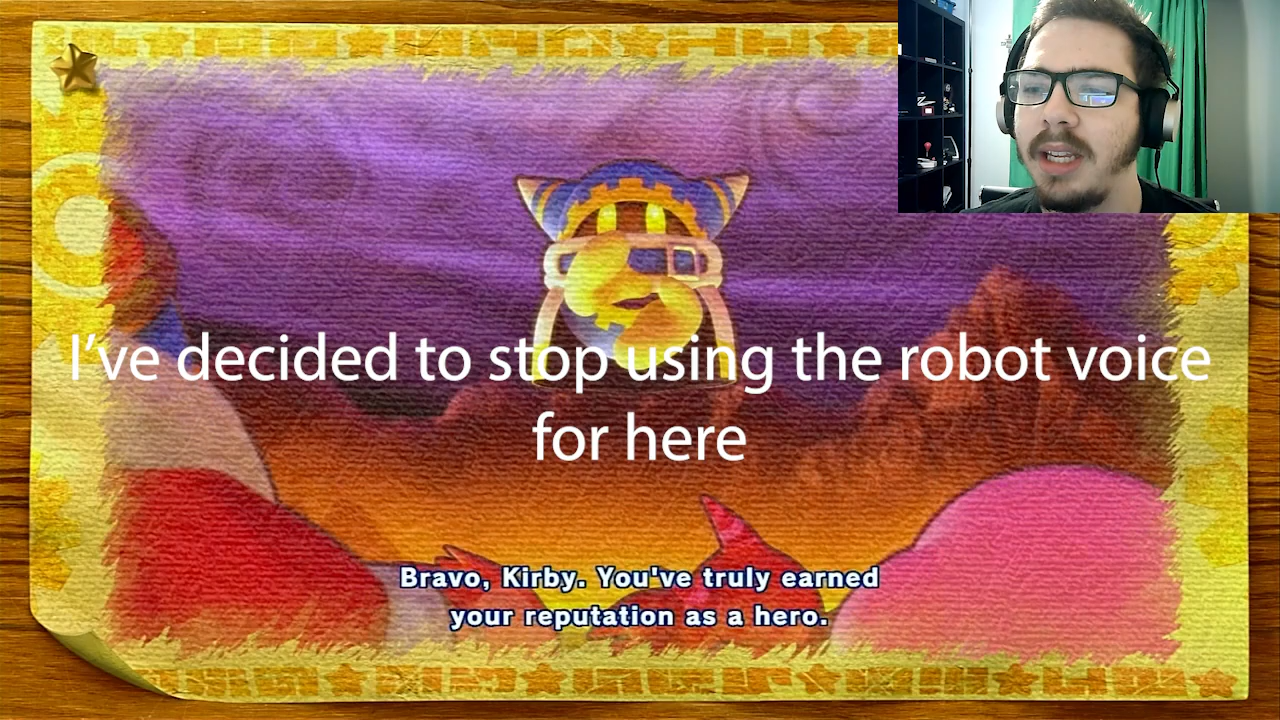 I've decided to stop using the robot voice
for here
Bravo, Kirby. You've truly earned
your reputation as a hero.